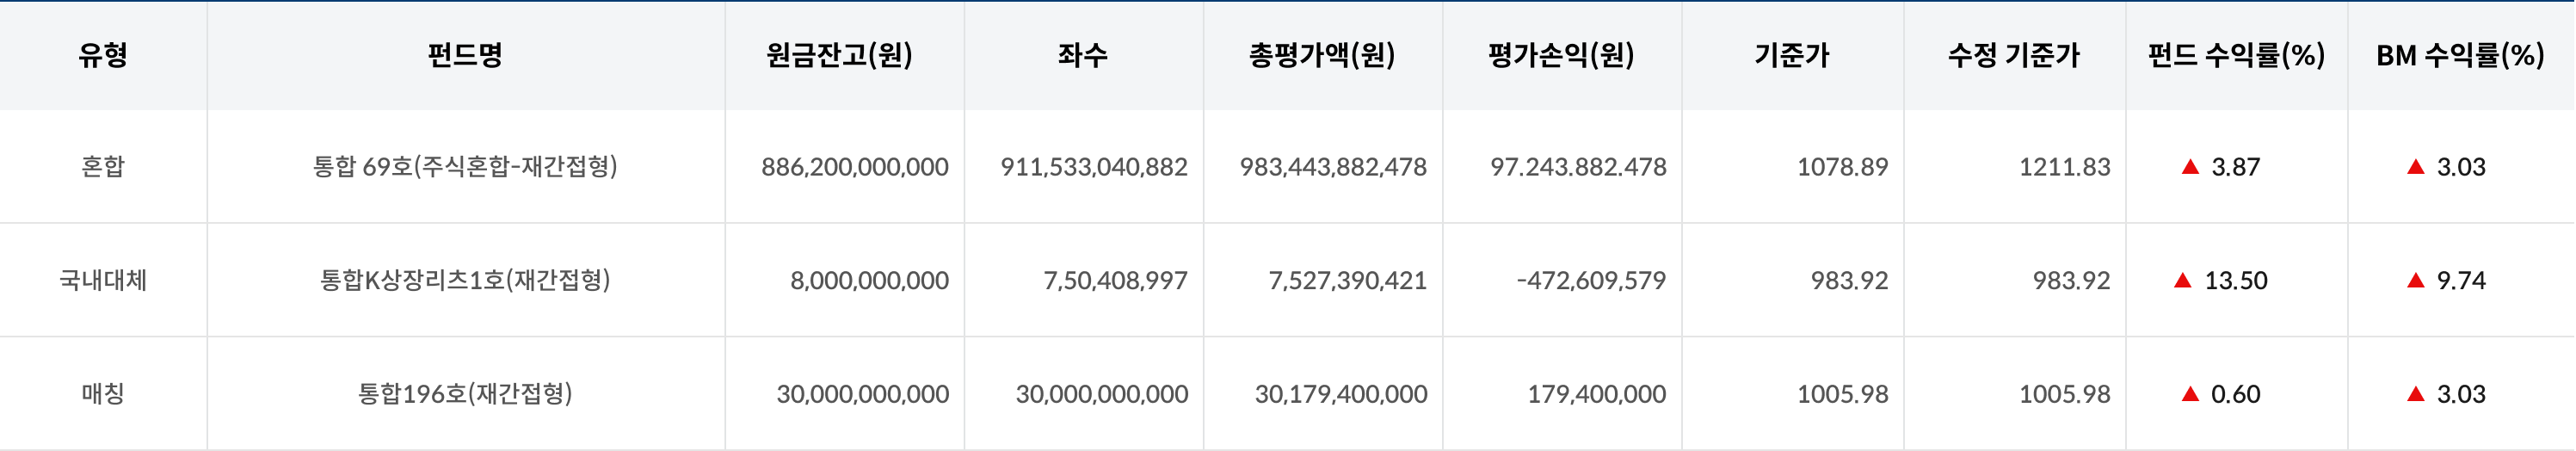 유형 펀드명 원금잔고(원) 좌수 총평가액(원) 평가손익(원) 기준가 수정 기준가 펀드 수익률(%) BM 수익률(%)
혼합 통합 69호(주식혼합-재간접형) 886,200,000,000 911,533,040,882 983,443,882,478 97.243.882.478 1078.89 1211.83 ▲ 3.87 ▲ 3.03
국내대체 통합K상장리츠1호(재간접형) 8,000,000,000 7,50,408,997 7,527,390,421 -472,609,579 983.92 983.92 ▲ 13.50 ▲ 9.74
매칭 통합196호(재간접형) 30,000,000,000 30,000,000,000 30,179,400,000 179,400,000 1005.98 1005.98 ▲ 0.60 ▲ 3.03